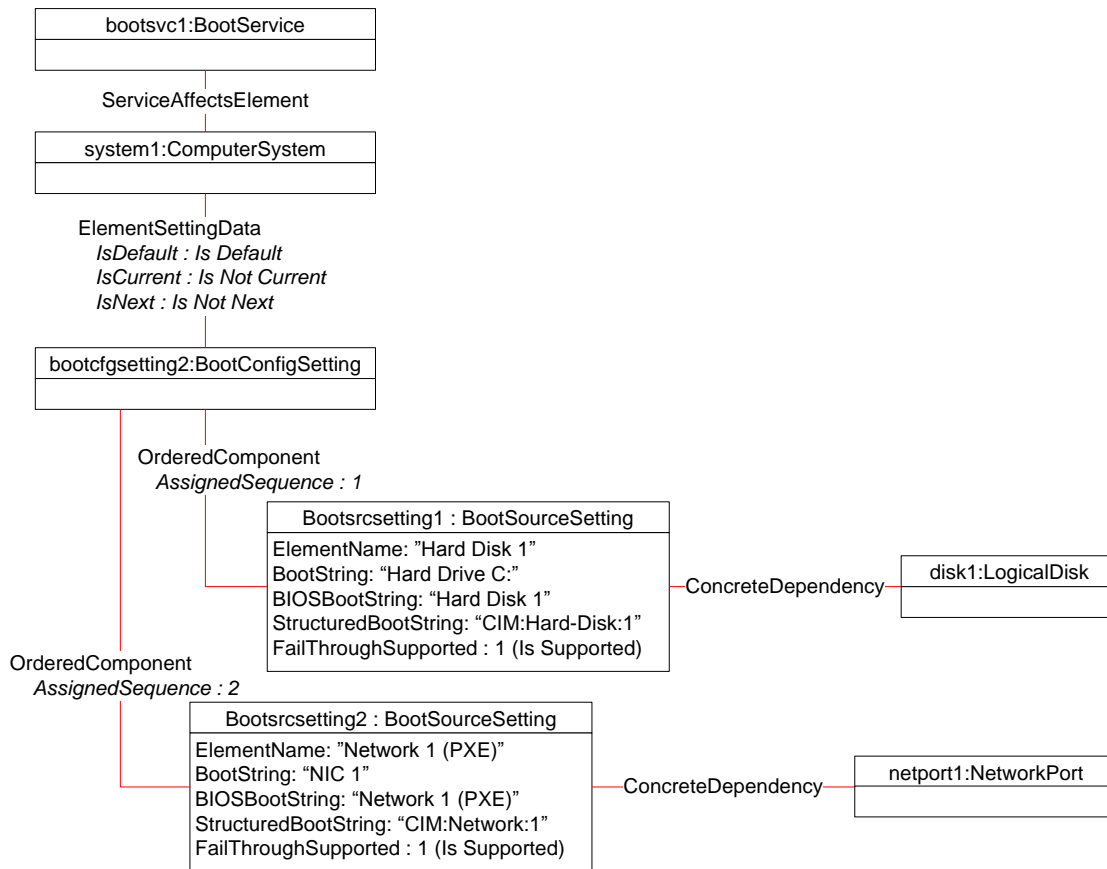 bootsvc1:BootService
ServiceAffectsElement
system1:ComputerSystem
ElementSettingData
IsDefault : Is Default
IsCurrent : Is Not Current
IsNext : Is Not Next
bootcfgsetting2:BootConfigSetting
OrderedComponent
AssignedSequence : 1
Bootsrcsetting1 : BootSourceSetting
ElementName: ”Hard Disk 1”
BootString: “Hard Drive C:”
BIOSBootString: “Hard Disk 1”
StructuredBootString: “CIM:Hard-Disk:1”
FailThroughSupported : 1 (Is Supported)
ConcreteDependency
disk1:LogicalDisk
OrderedComponent
AssignedSequence : 2
Bootsrcsetting2 : BootSourceSetting
ElementName: ”Network 1 (PXE)”
BootString: “NIC 1”
BIOSBootString: “Network 1 (PXE)”
StructuredBootString: “CIM:Network:1”
FailThroughSupported : 1 (Is Supported)
ConcreteDependency
netport1:NetworkPort